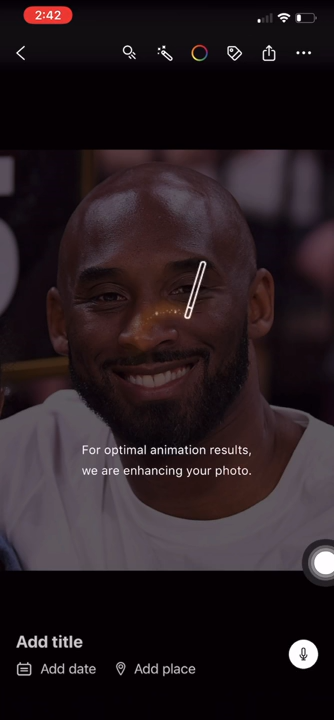 2:42
For optimal animation results,
we are enhancing your photo.
Add title
Add date
Add place